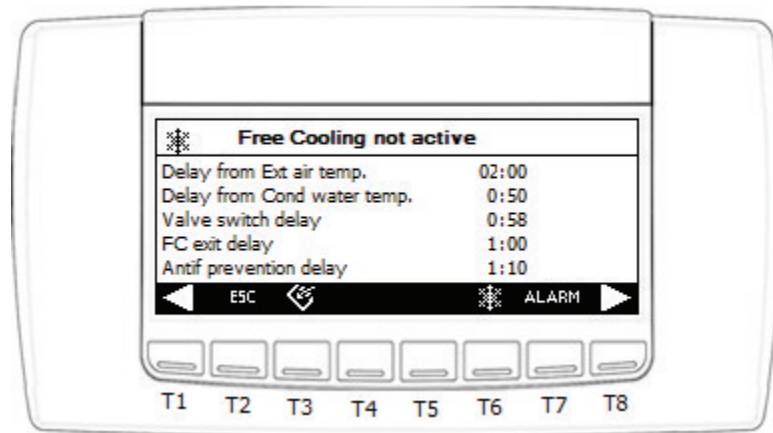 Free Cooling not active
Delay from Ext air temp. 02:00
Delay from Cond water temp. 0:50
Valve switch delay 0:58
FC exit delay 1:00
Antif prevention delay 1:10
ESC ALARM
T1 T2 T3 T4 T5 T6 T7 T8